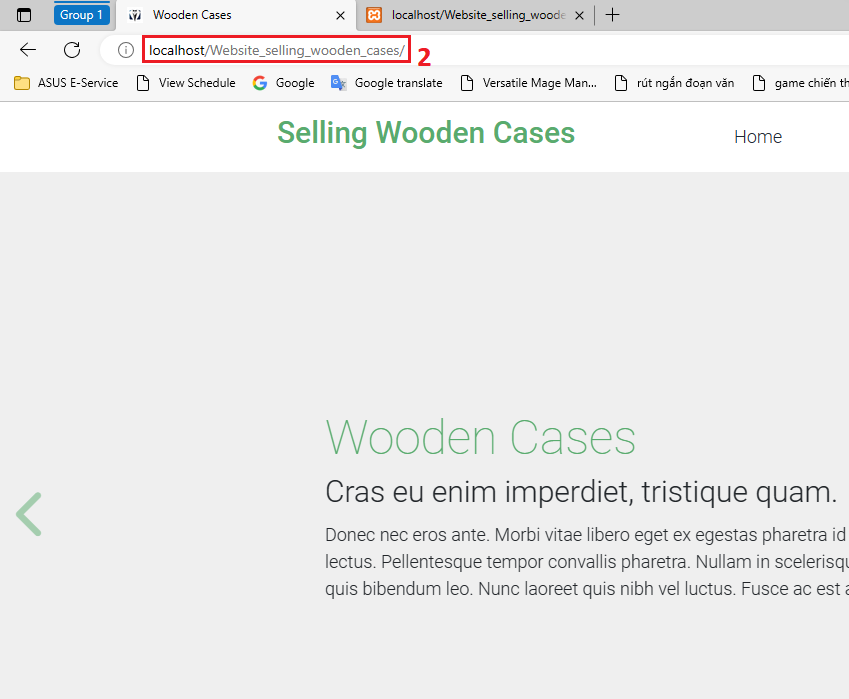 Group 1
Wooden Cases
localhost/Website_selling_woode
localhost/Website_selling_wooden_cases/
2
ASUS E-Service
View Schedule
Google
Google translate
Versatile Mage Man...
rút ngắn đoạn văn
game chiến th
Selling Wooden Cases
Home
Wooden Cases
Cras eu enim imperdiet, tristique quam.
Donec nec eros ante. Morbi vitae libero eget ex egestas pharetra id
lectus. Pellentesque tempor convallis pharetra. Nullam in scelerisqu
quis bibendum leo. Nunc laoreet quis nibh vel luctus. Fusce ac est a